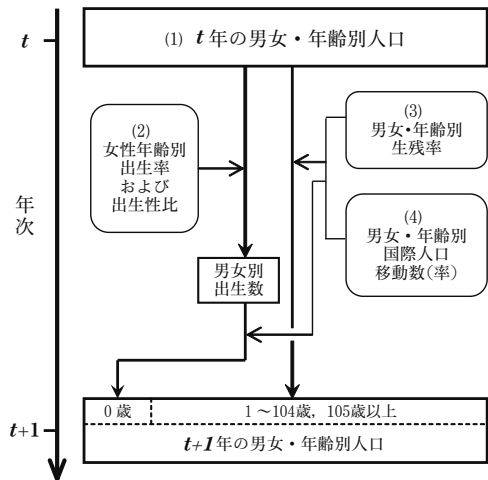 t
(1) t 年の男女・年齢別人口
(2)
女性年齢別
出生率
および
出生性比
(3)
男女・年齢別
生残率
(4)
男女・年齢別
国際人口
移動数(率)
年次
男女別
出生数
0 歳
1 〜104歳，105歳以上
t+1
t+1 年の男女・年齢別人口